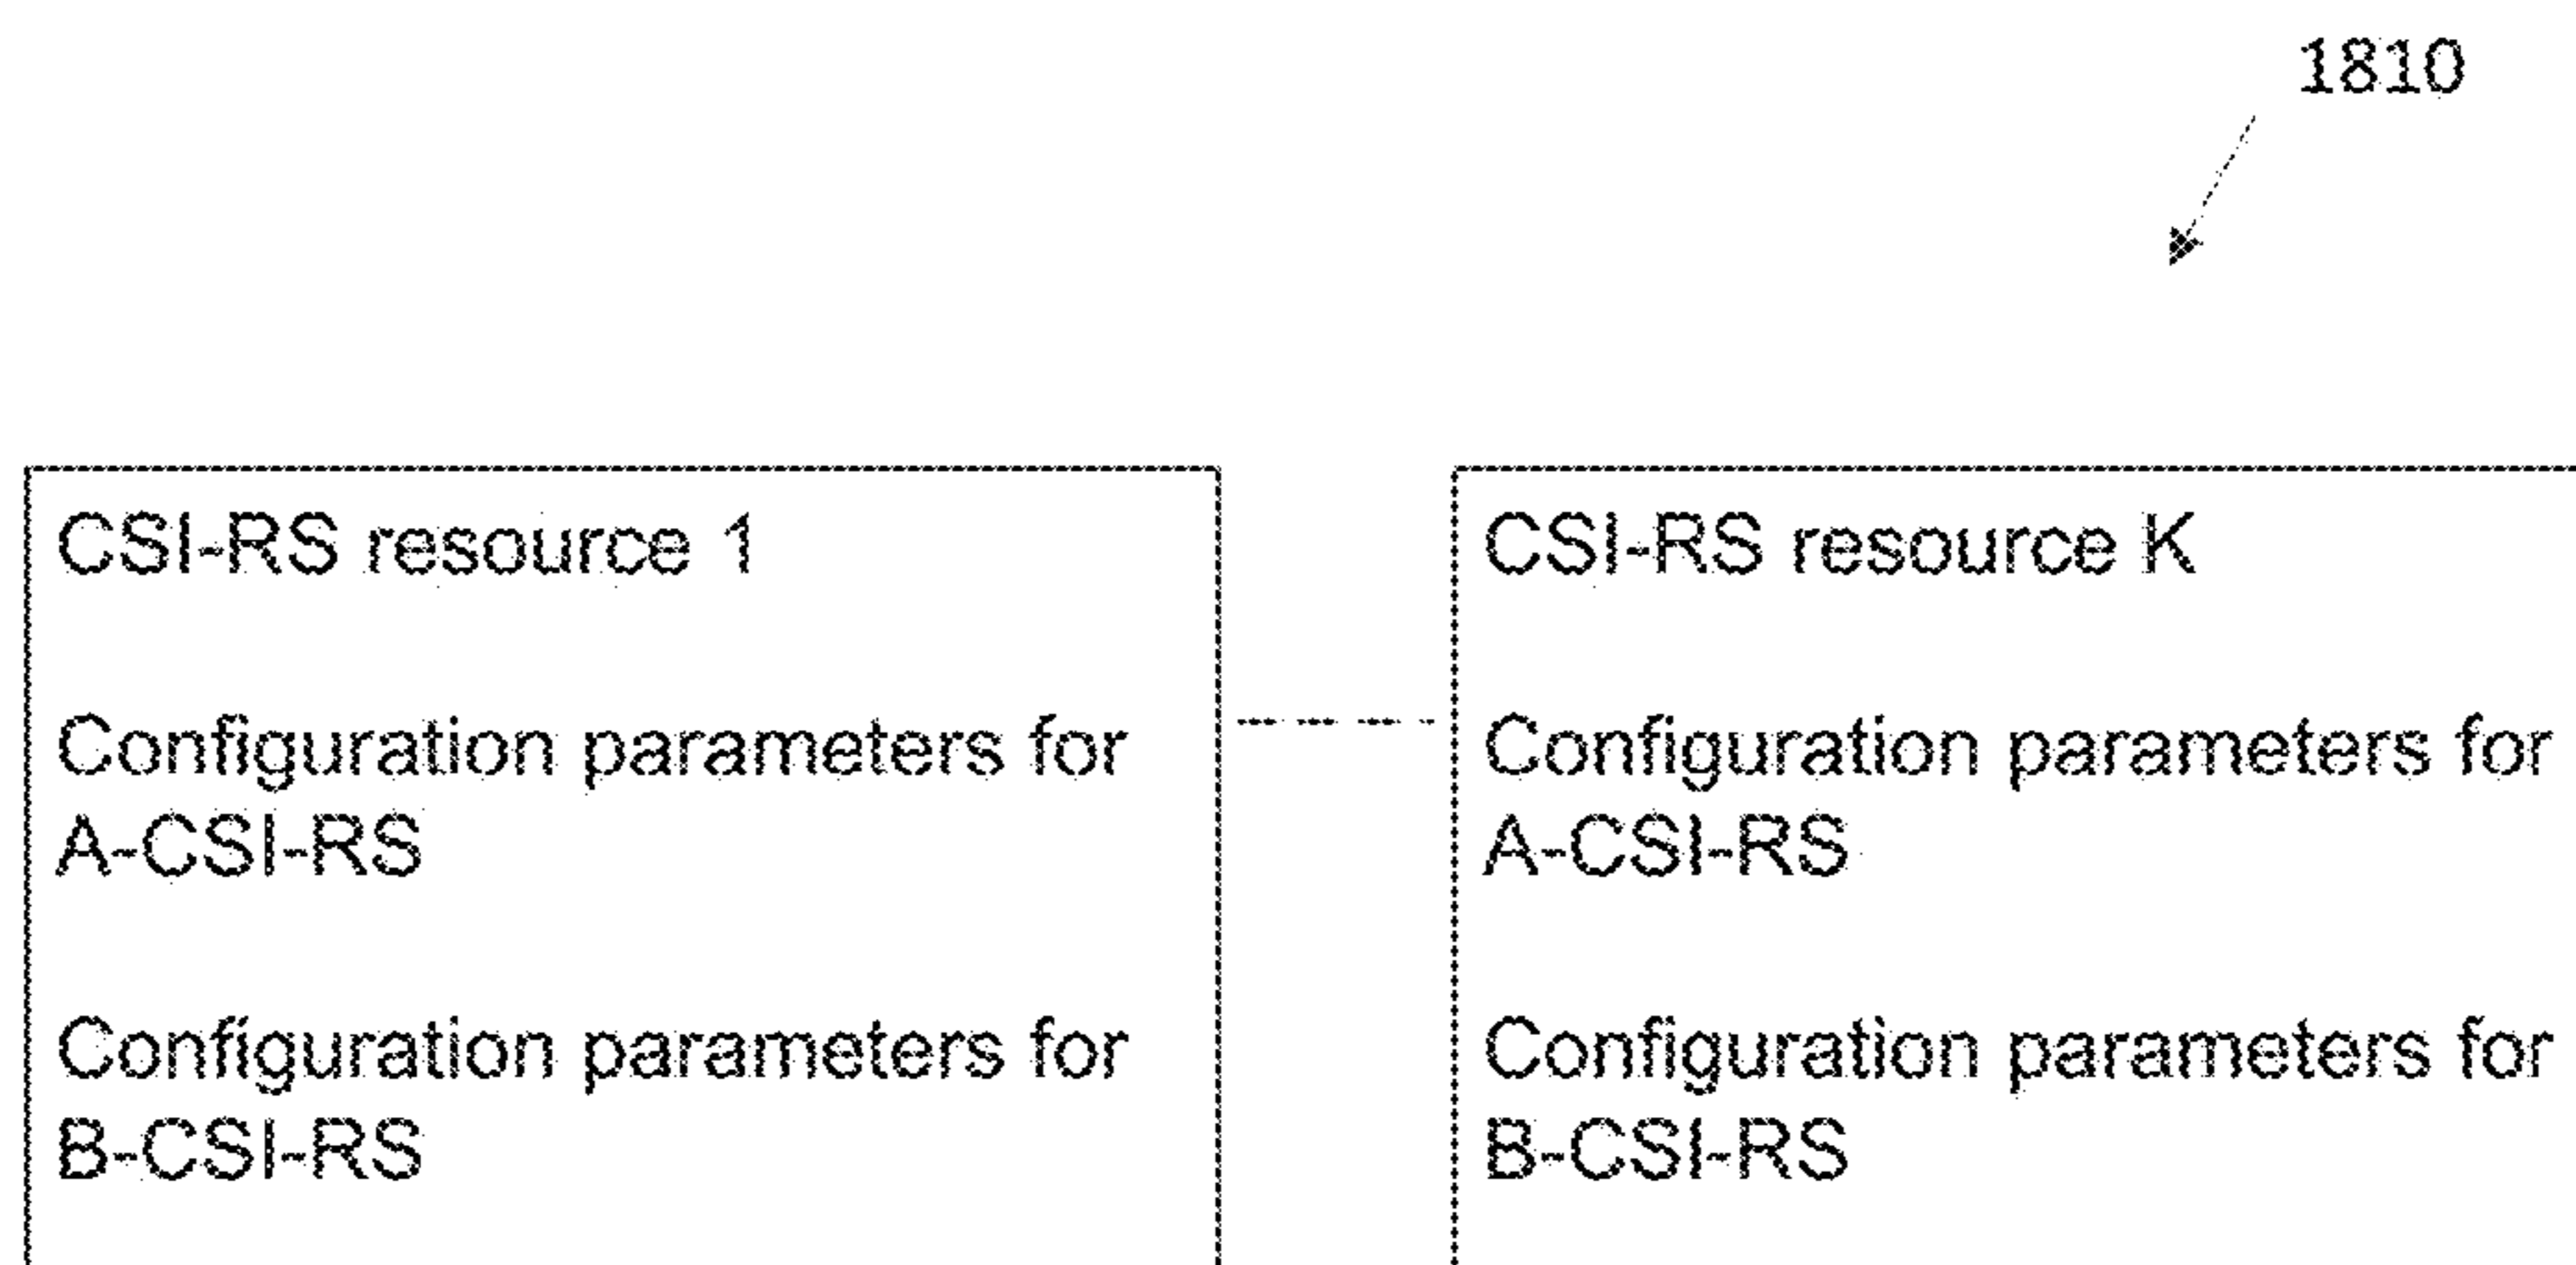 1810
CSI-RS resource 1
Configuration parameters for
A-CSI-RS
Configuration parameters for
B-CSI-RS
CSI-RS resource K
Configuration parameters for
A-CSI-RS
Configuration parameters for
B-CSI-RS